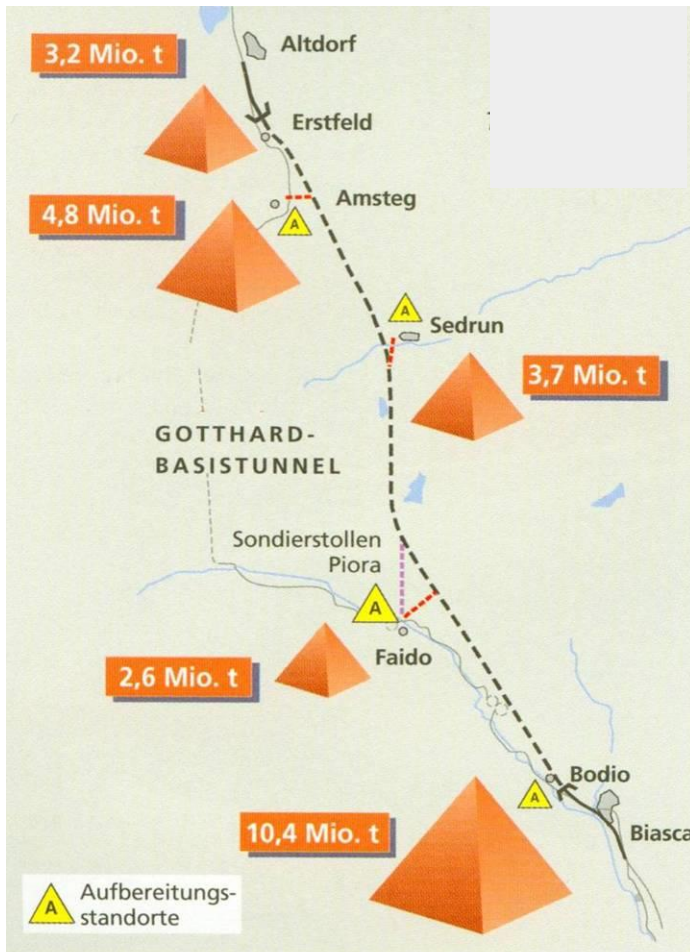 Altdorf
3,2 Mio. t
Erstfeld
Amsteg
4,8 Mio. t
A
A
Sedrun
3,7 Mio. t
GOTTHARD-
BASISTUNNEL
Sondierstollen
Piora
A
Faido
2,6 Mio. t
Bodio
A
10,4 Mio. t
Biasca
A
Aufbereitungs-
standorte